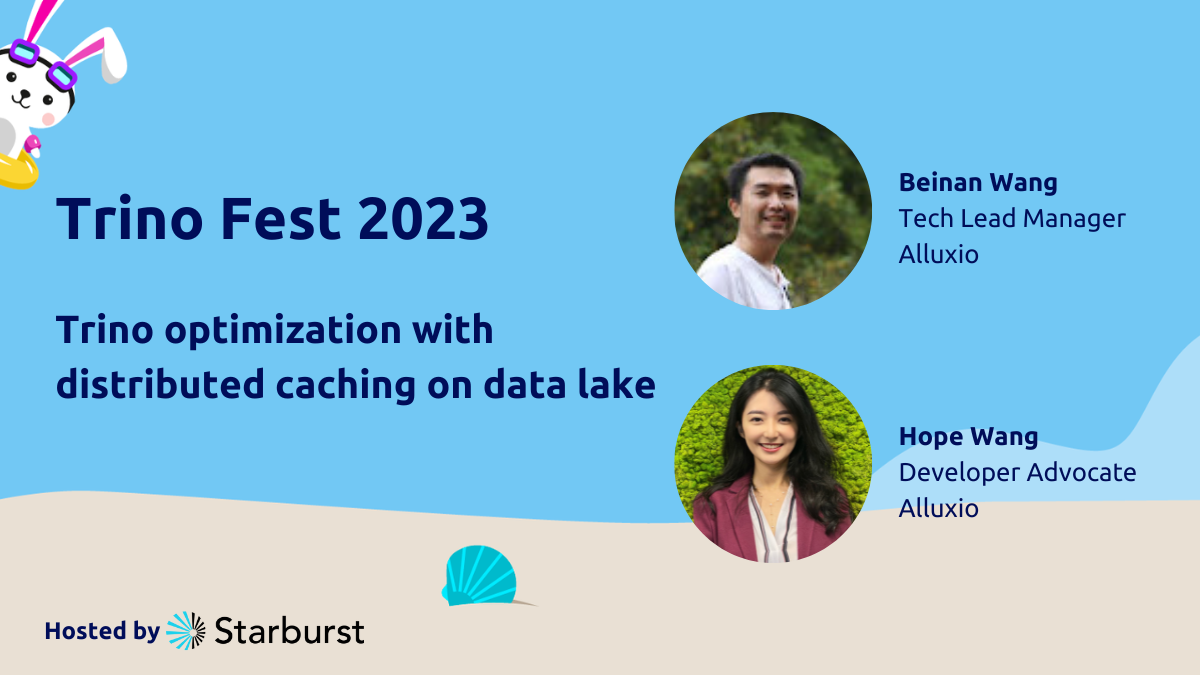 Trino Fest 2023
Trino optimization with
distributed caching on data lake
Beinan Wang
Tech Lead Manager
Alluxio
Hope Wang
Developer Advocate
Alluxio
Hosted by Starburst